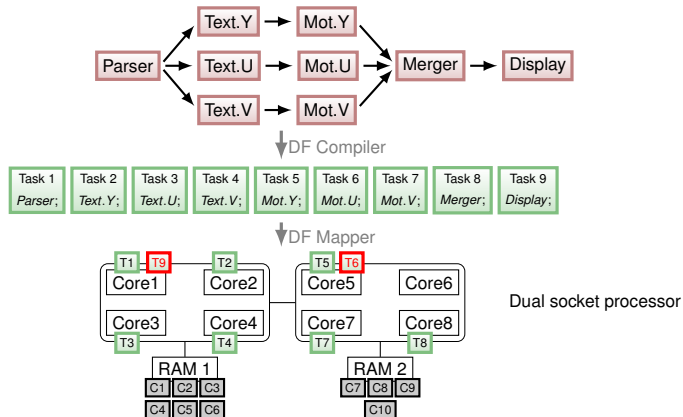 Text.Y Mot.Y
Parser Text.U Mot.U Merger Display
Text.V Mot.V
DF Compiler
Task 1 Task 2 Task 3 Task 4 Task 5 Task 6 Task 7 Task 8 Task 9
Parser; Text.Y; Text.U; Text.V; Mot.Y; Mot.U; Mot.V; Merger; Display;
DF Mapper
T1 T9 T2 T5 T6
Core1 Core2 Core5 Core6
Dual socket processor
Core3 Core4 Core7 Core8
T3 T4 T7 T8
RAM 1 RAM 2
C1 C2 C3 C7 C8 C9
C4 C5 C6 C10